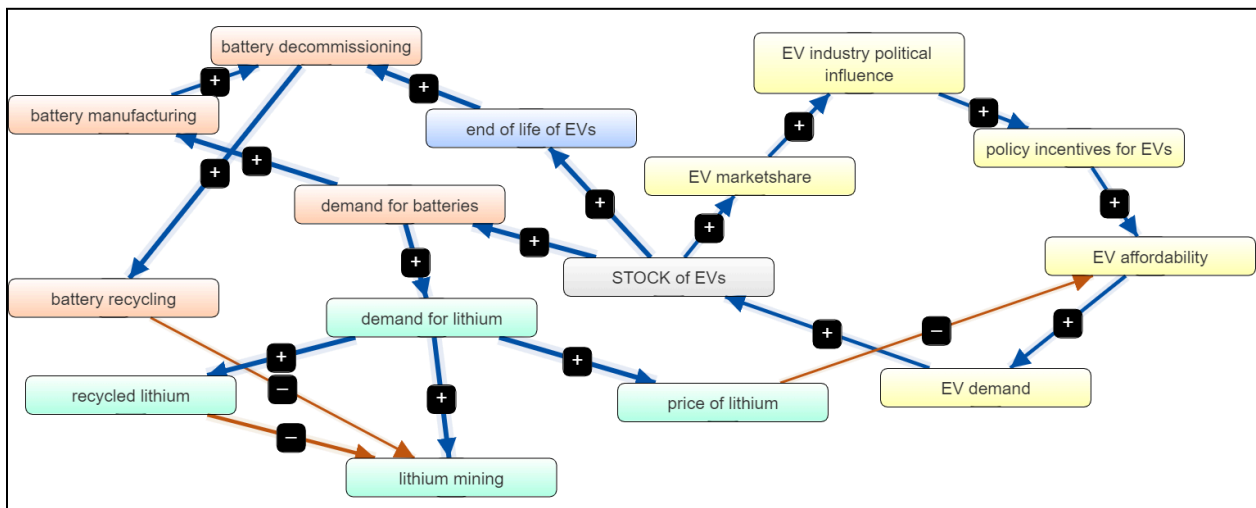 battery decommissioning
EV industry political
influence
+
+
battery manufacturing
+
+
+
end of life of EVs
policy incentives for EVs
+
+
EV marketshare
+
demand for batteries
+
+
+
EV affordability
+
STOCK of EVs
battery recycling
demand for lithium
+
−
+
+
+
−
recycled lithium
+
price of lithium
EV demand
−
lithium mining